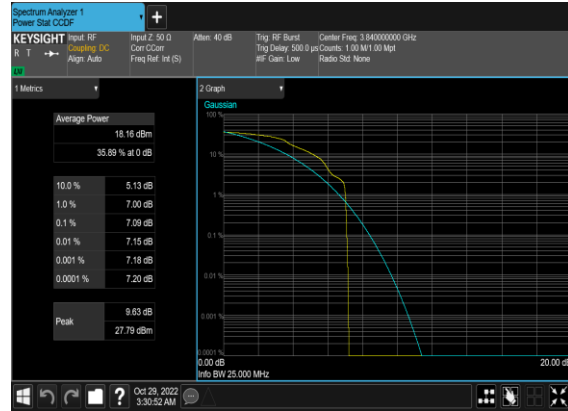 Spectrum Analyzer 1
Power Stat CCDF
KEYSIGHT
R T
LM
Input: RF
Coupling: DC
Align: Auto
Input Z: 50 Ω
Corr CCorr
Freq Ref: Int (S)
Atten: 40 dB
Trig: RF Burst
Trig Delay: 500.0 µs
#IF Gain: Low
Center Freq: 3.840000000 GHz
Counts: 1.00 M/1.00 Mpt
Radio Std: None
1 Metrics
Average Power
18.16 dBm
35.89 % at 0 dB
10.0 % 5.13 dB
1.0 % 7.00 dB
0.1 % 7.09 dB
0.01 % 7.15 dB
0.001 % 7.18 dB
0.0001 % 7.20 dB
Peak
9.63 dB
27.79 dBm
2 Graph
Gaussian
100 %
10 %
1 %
0.1 %
0.01 %
0.001 %
0.0001 %
0.00 dB
20.00 dB
Info BW 25.000 MHz
?
Oct 29, 2022
3:30:52 AM